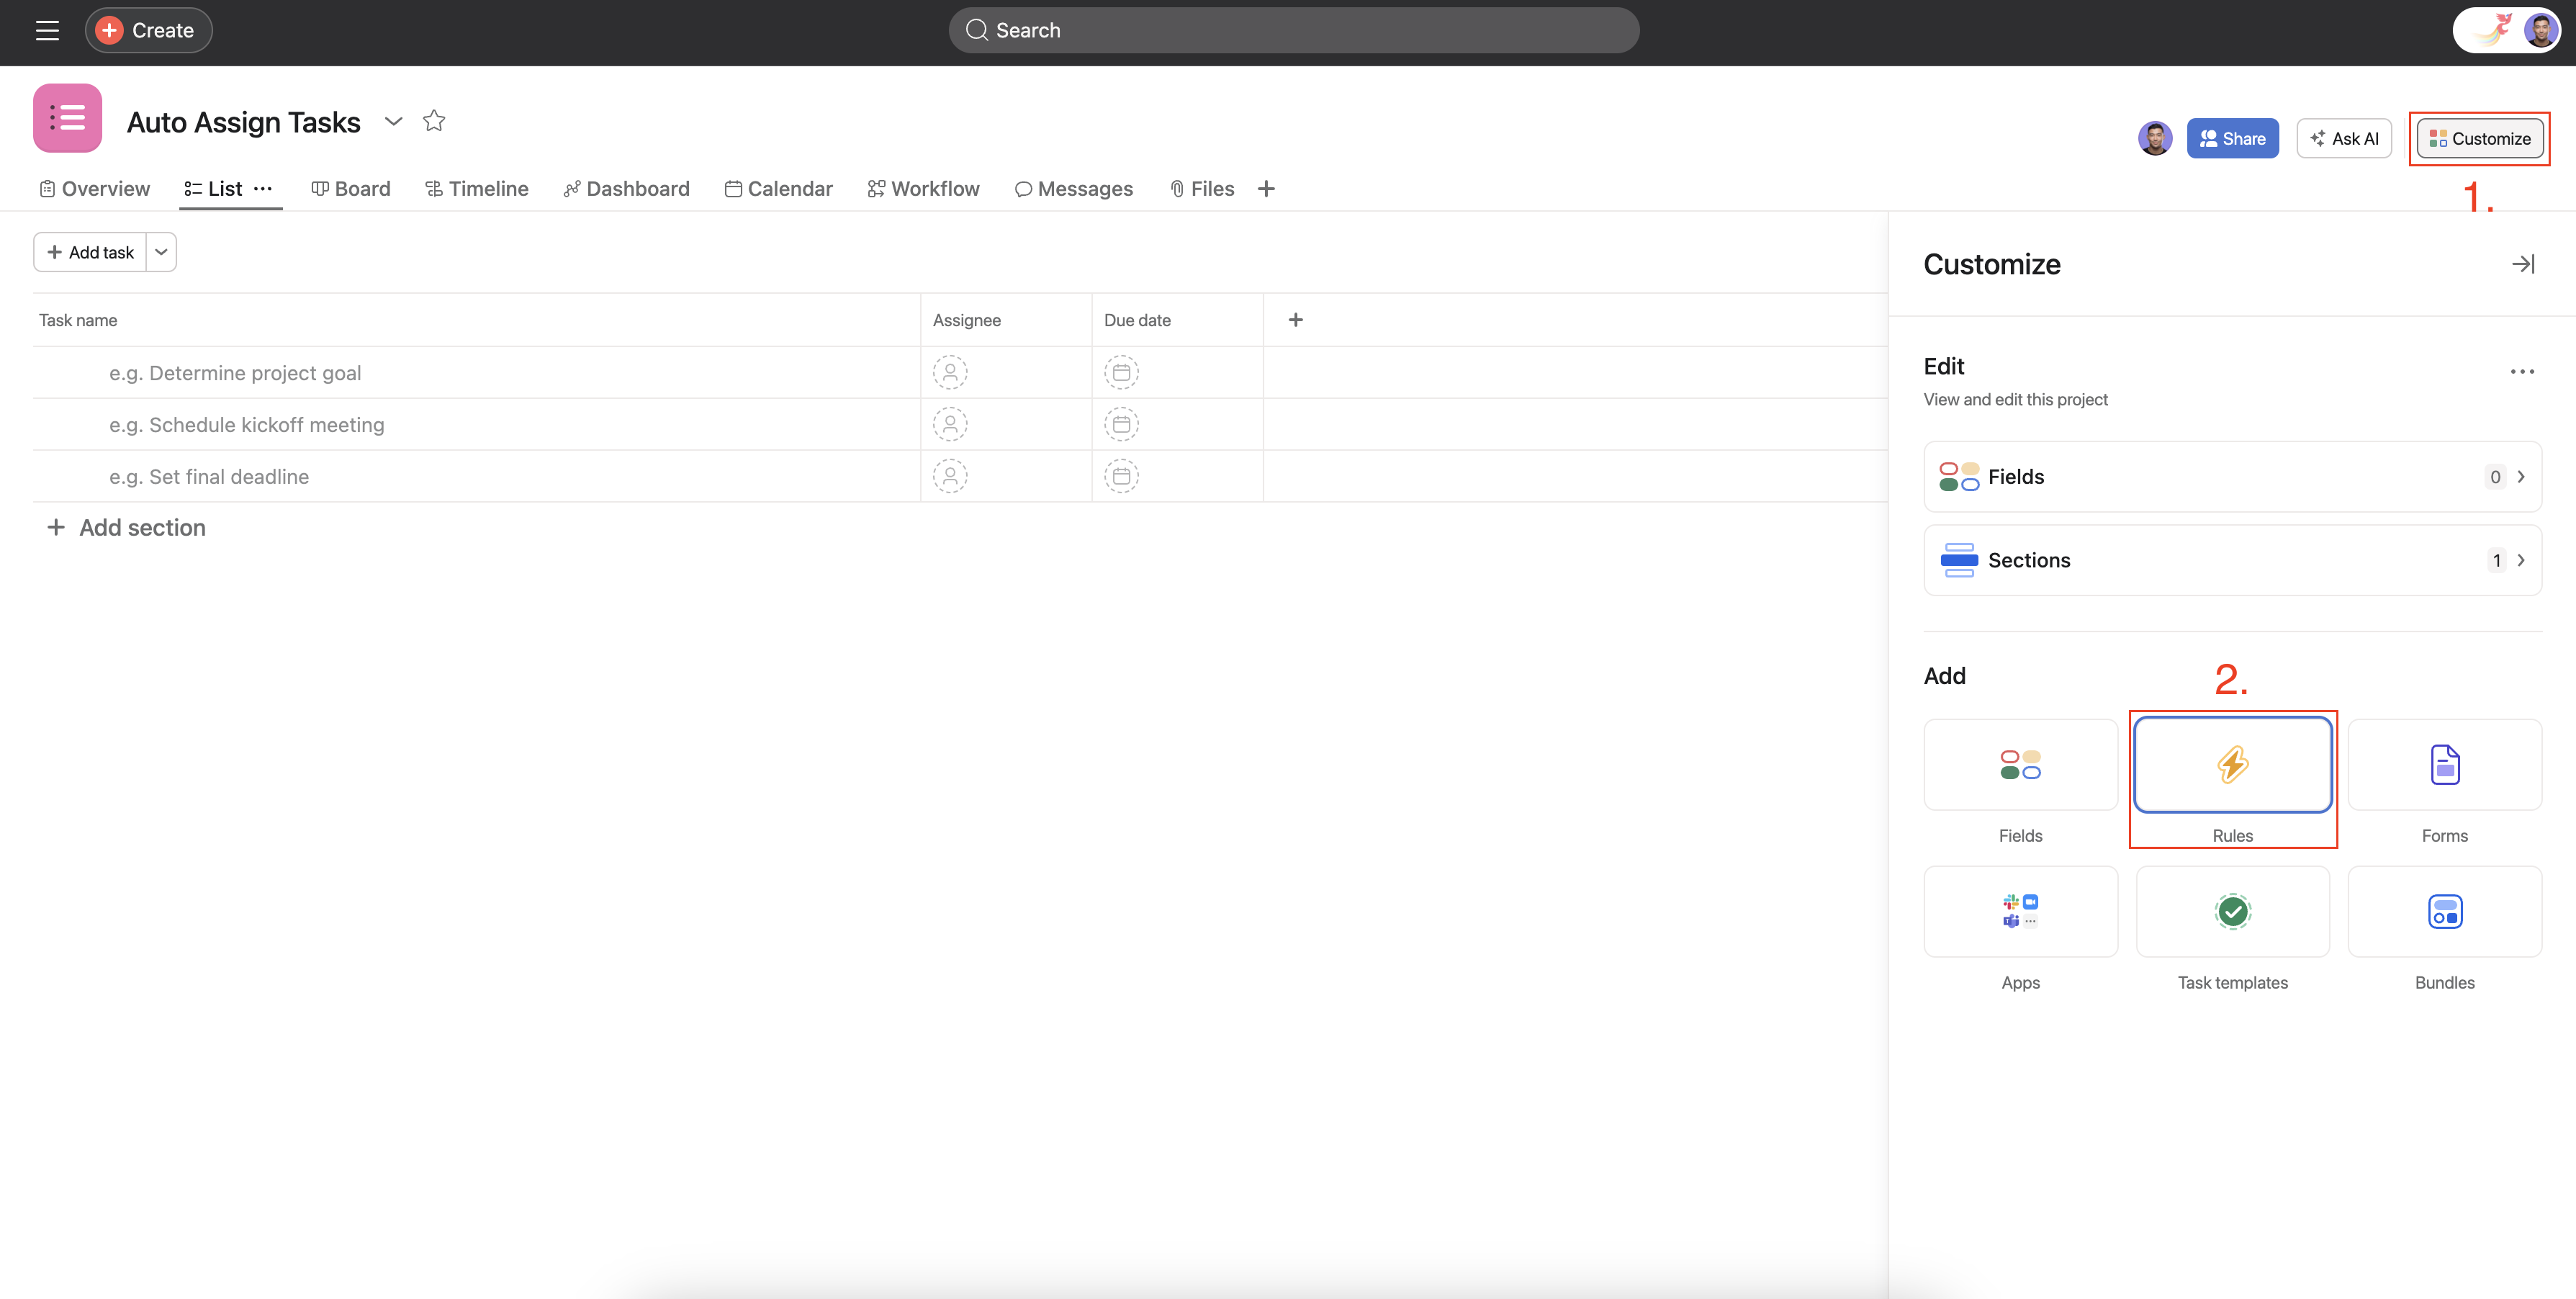 Create
Search
Auto Assign Tasks
Share
Ask AI
Customize
1.
Overview
List
Board
Timeline
Dashboard
Calendar
Workflow
Messages
Files
Add task
Task name
Assignee
Due date
e.g. Determine project goal
e.g. Schedule kickoff meeting
e.g. Set final deadline
Add section
Customize
Edit
View and edit this project
Fields 0
Sections 1
Add
2.
Fields
Rules
Forms
Apps
Task templates
Bundles